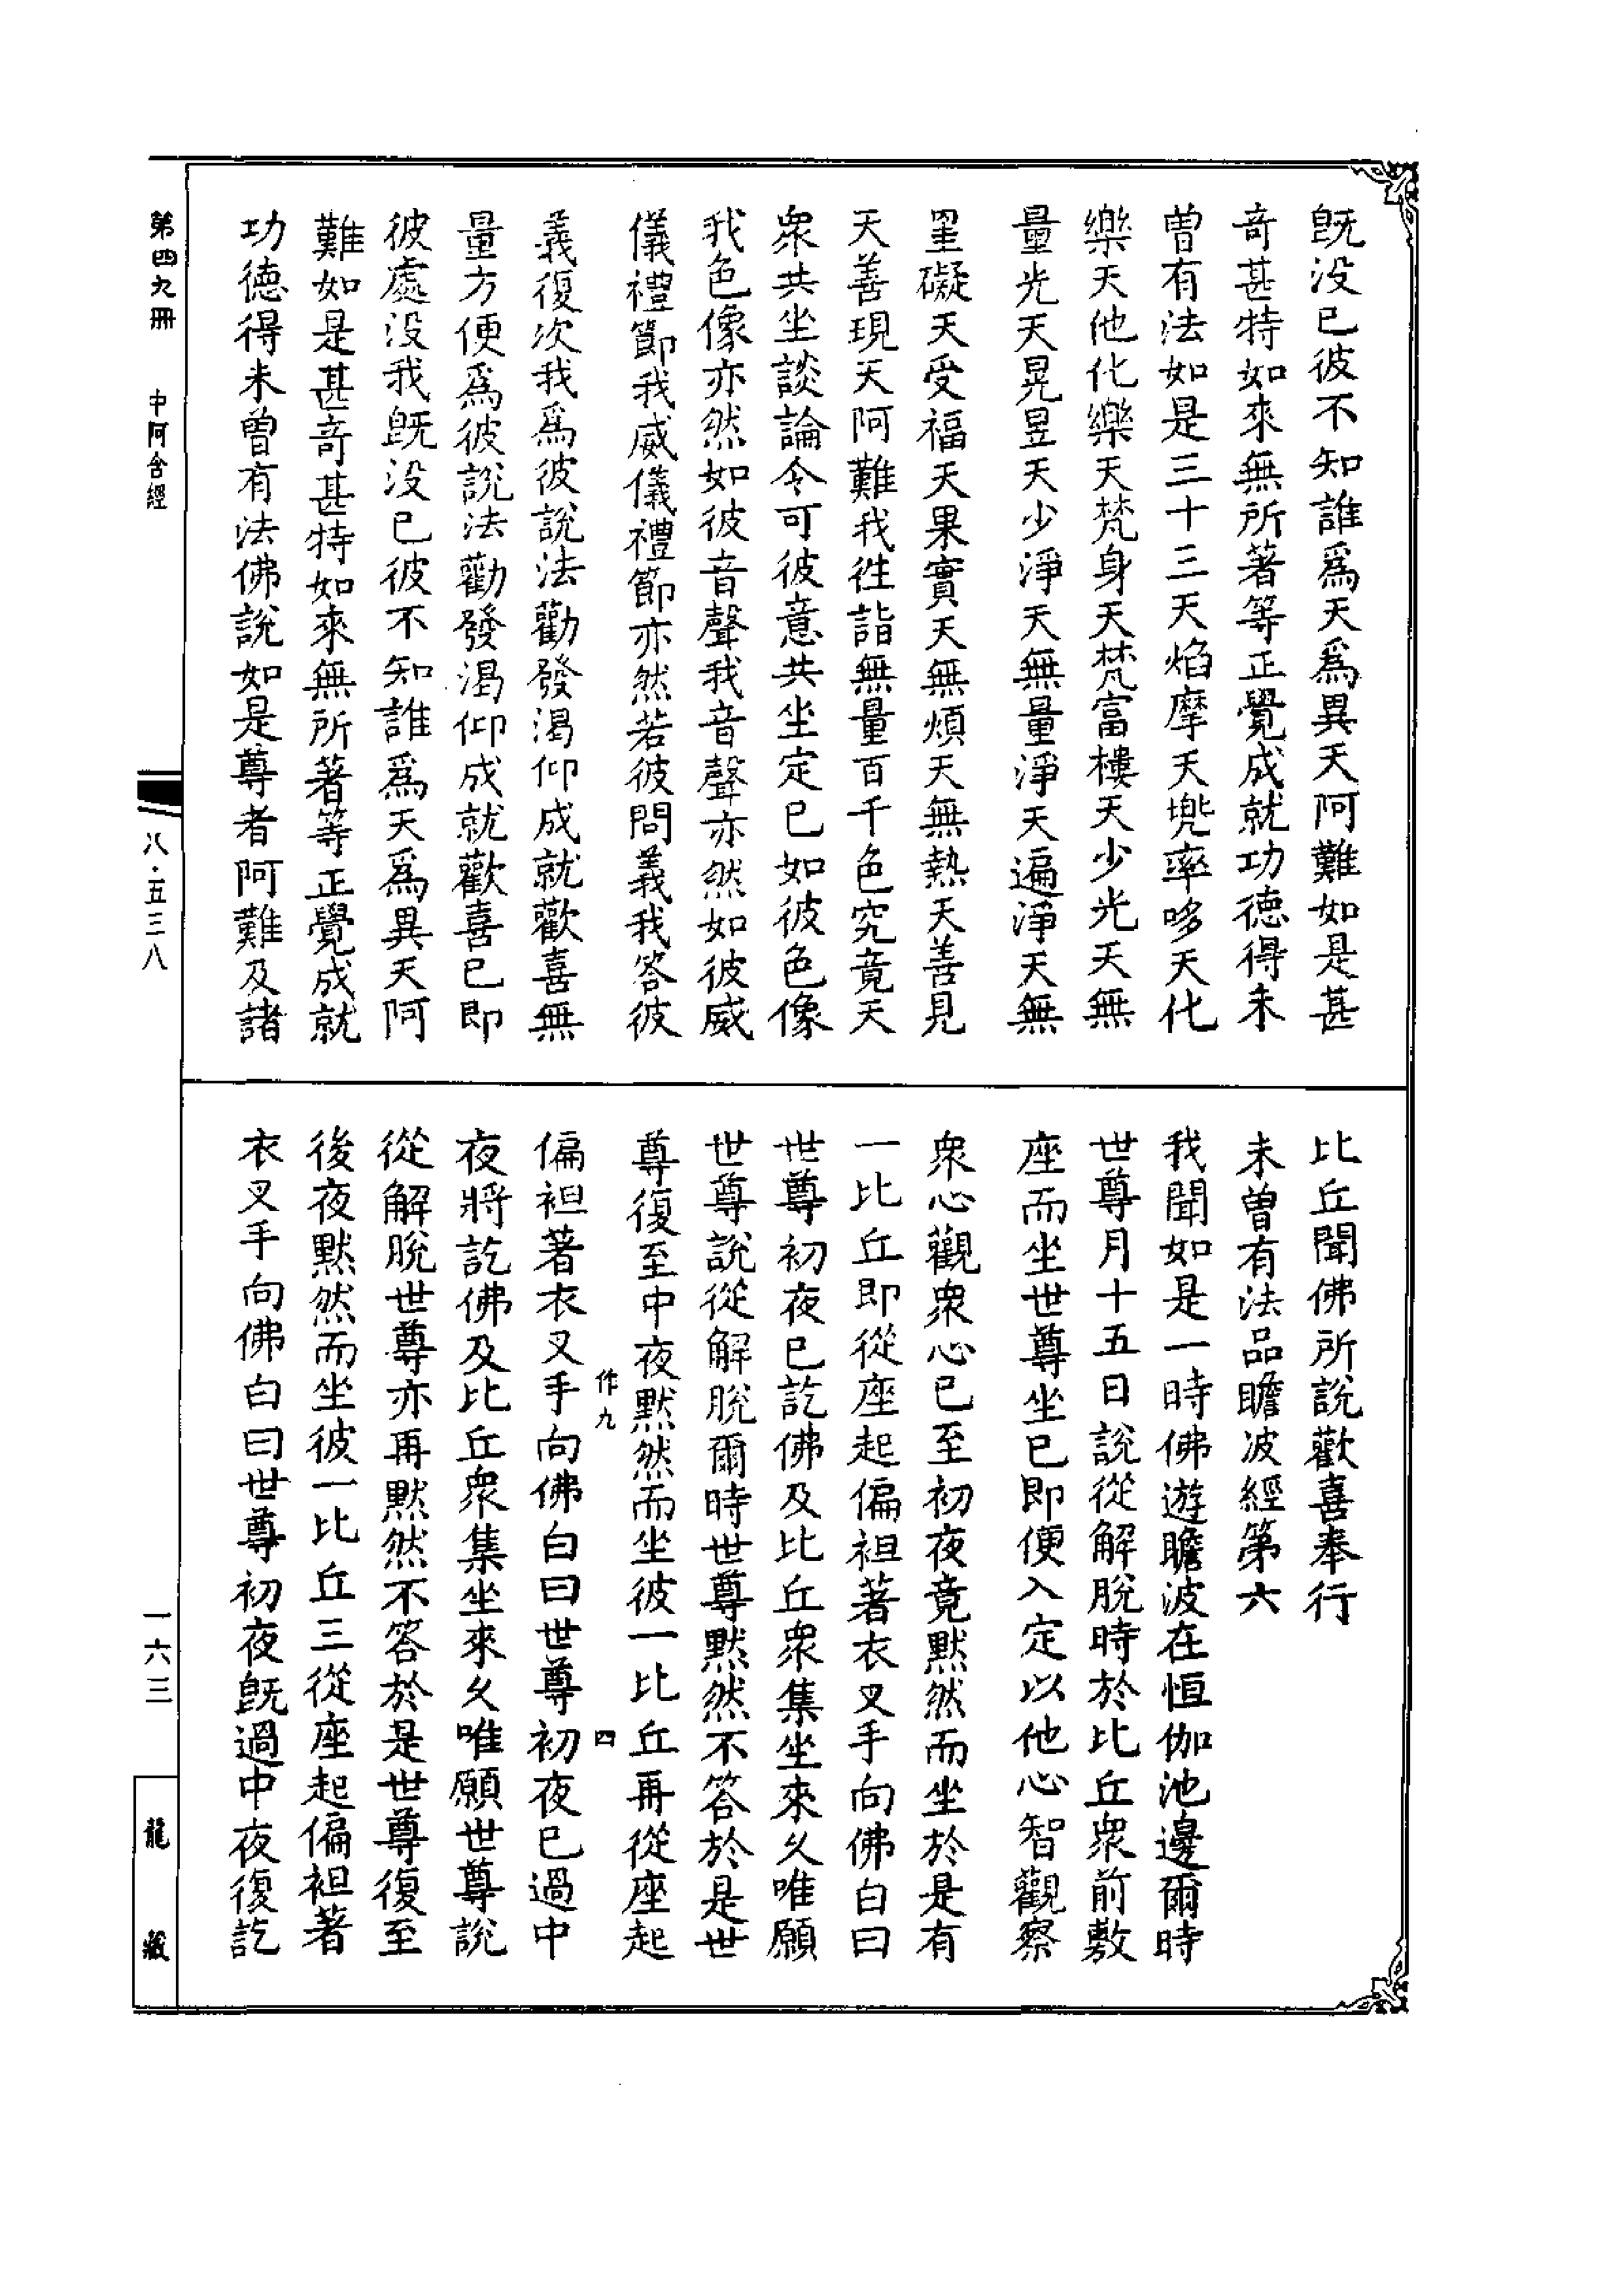 既没已彼不知誰爲天爲異天阿難如是甚
奇甚特如來無所著等正覺成就功德得未
曽有法如是三十三天焰摩天兠率哆天化
樂天他化樂天梵身天梵富樓天少光天無
量光天晃昱天少淨天無量淨天遍淨天無
罣礙天受福天果實天無煩天無熱天善見
天善現天阿難我徃詣無量百千色究竟天
衆共坐談論令可彼意共坐定已如彼色像
我色像亦然如彼音聲我音聲亦然如彼威
儀禮節我威儀禮節亦然若彼問義我答彼
義復次我爲彼說法勸發渴仰成就歡喜無
量方便爲彼說法勸發渴仰成就歡喜已即
彼處没我既没已彼不知誰爲天爲異天阿
難如是甚奇甚特如來無所著等正覺成就
功德得未曽有法佛說如是尊者阿難及諸
比丘聞佛所說歡喜奉行
未曽有法品瞻波經第六
我聞如是一時佛遊瞻波在恒伽池邊爾時
世尊月十五日說從解脫時於比丘衆前敷
座而坐世尊坐已即便入定以他心智觀察
衆心觀衆心已至初夜竟默然而坐於是有
一比丘即從座起偏袒著衣叉手向佛白曰
世尊初夜已訖佛及比丘衆集坐來久唯願
世尊說從解脫爾時世尊默然不答於是世
尊復至中夜默然而坐彼一比丘再從座起
作九
四
偏袒著衣叉手向佛白曰世尊初夜已過中
夜將訖佛及比丘衆集坐來久唯願世尊說
從解脫世尊亦再默然不答於是世尊復至
後夜默然而坐彼一比丘三從座起偏袒著
衣叉手向佛白曰世尊初夜既過中夜復訖
第四九冊
中阿含經
八·五三八
一六三
龍藏